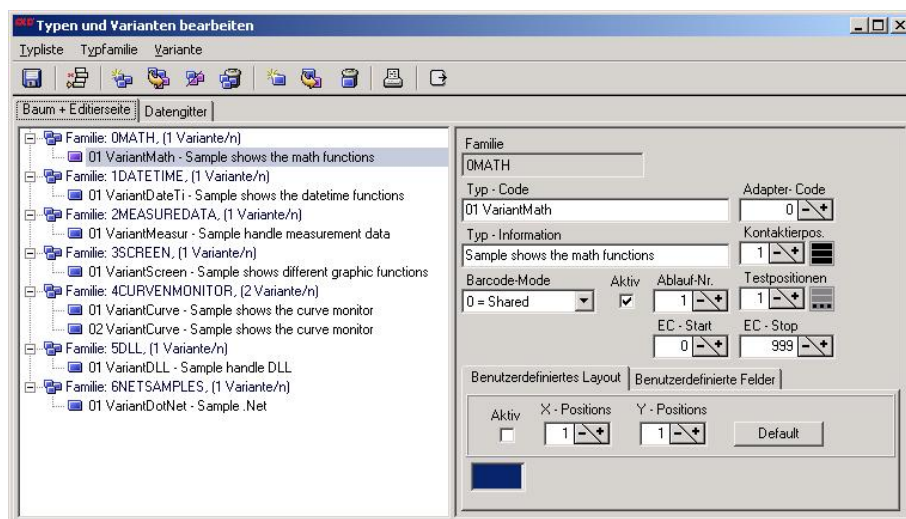 Typen und Varianten bearbeiten
Typliste Typfamilie Variante
Baum + Editierseite Datengitter
Familie: 0MATH, (1 Variante/n)
01 VariantMath - Sample shows the math functions
Familie: 1DATETIME, (1 Variante/n)
01 VariantDateTi - Sample shows the datetime functions
Familie: 2MEASUREDATA, (1 Variante/n)
01 VariantMeasur - Sample handle measurement data
Familie: 3SCREEN, (1 Variante/n)
01 VariantScreen - Sample shows different graphic functions
Familie: 4CURVENMONITOR, (2 Variante/n)
01 VariantCurve - Sample shows the curve monitor
02 VariantCurve - Sample shows the curve monitor
Familie: 5DLL, (1 Variante/n)
01 VariantDLL - Sample handle DLL
Familie: 6NETSAMPLES, (1 Variante/n)
01 VariantDotNet - Sample .Net
Familie
0MATH
Typ - Code Adapter- Code
01 VariantMath 0
Typ - Information Kontaktierpos.
Sample shows the math functions 1
Barcode-Mode Aktiv Ablauf-Nr. Testpositionen
0 = Shared 1 1
EC - Start EC - Stop
0 999
Benutzerdefiniertes Layout Benutzerdefinierte Felder
Aktiv X - Positions Y - Positions
1 1 Default